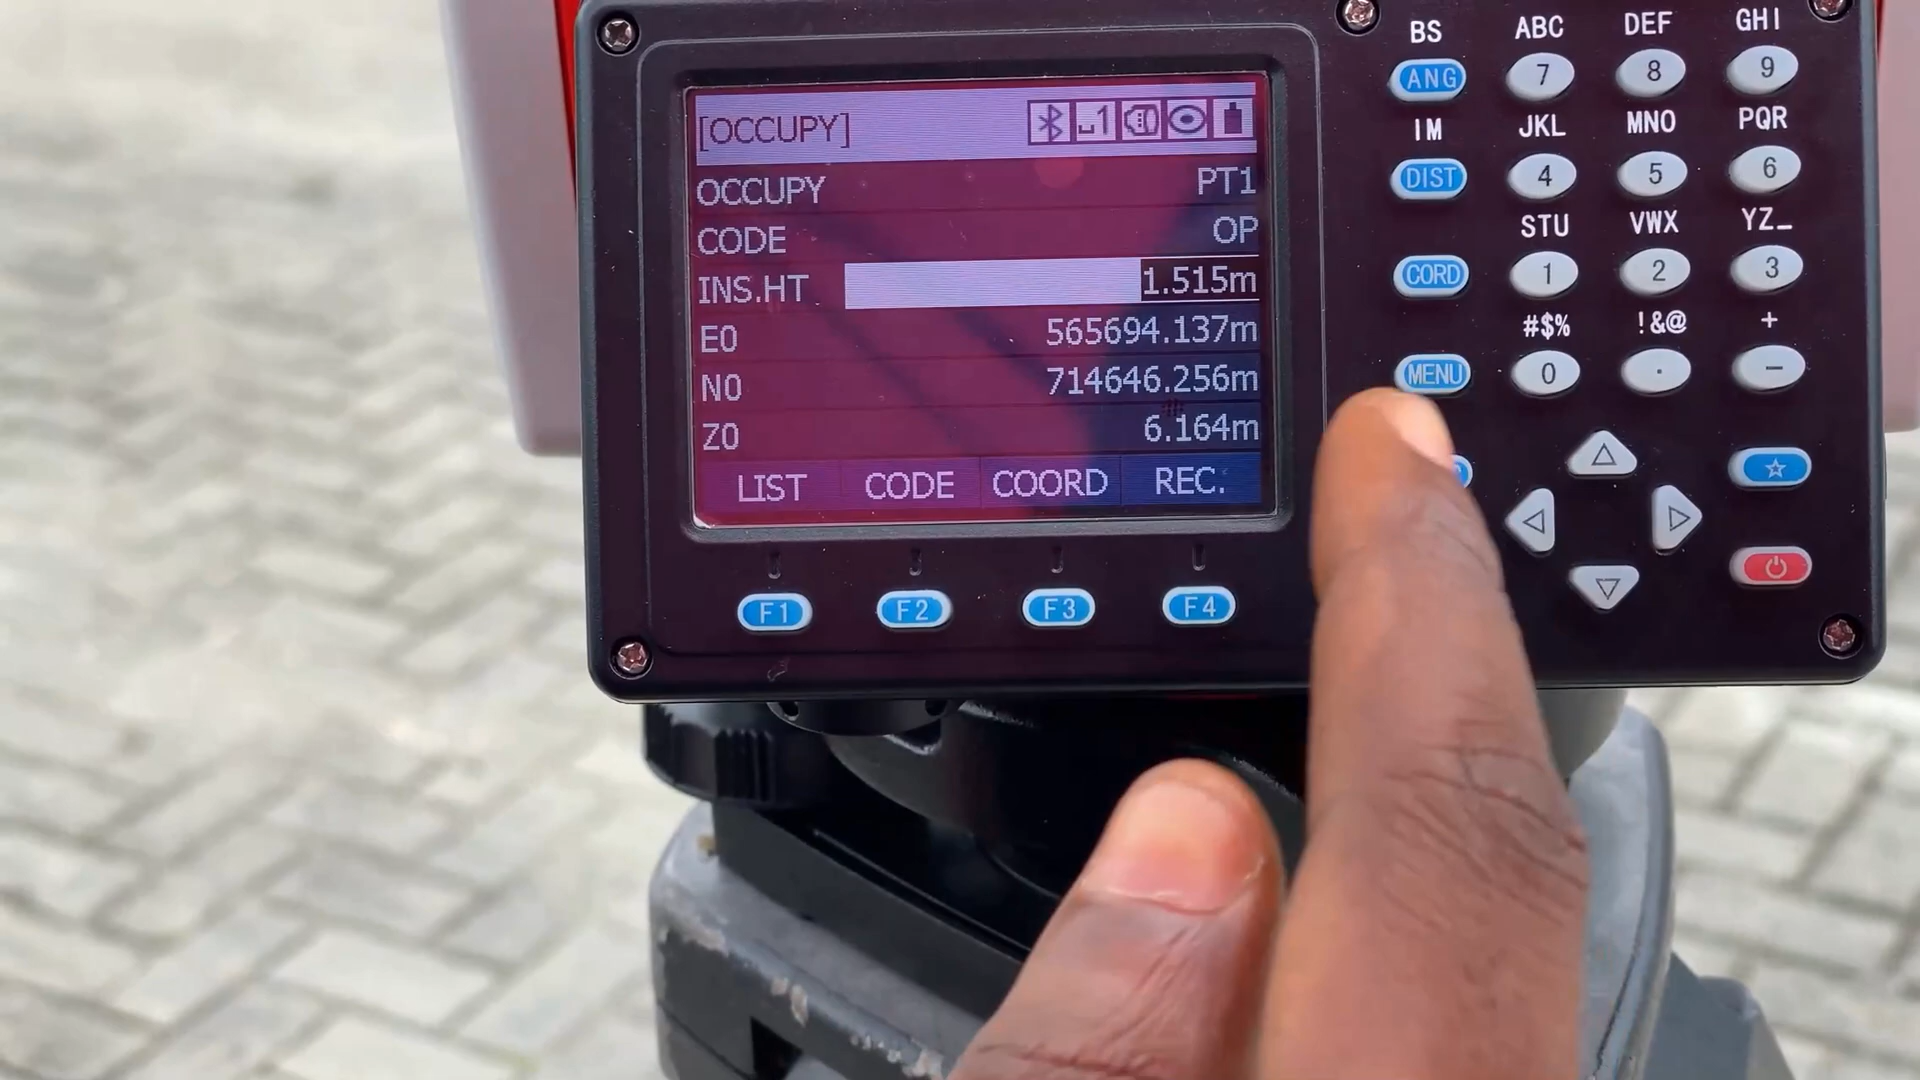 [OCCUPY] 1
OCCUPY PT1
CODE OP
INS.HT 1.515m
E0 565694.137m
N0 714646.256m
Z0 6.164m
LIST CODE COORD REC.
F1 F2 F3 F4
BS ABC DEF GHI
ANG 7 8 9
IM JKL MNO PQR
DIST 4 5 6
STU VWX YZ_
CORD 1 2 3
#$% !&@ +
MENU 0 . -